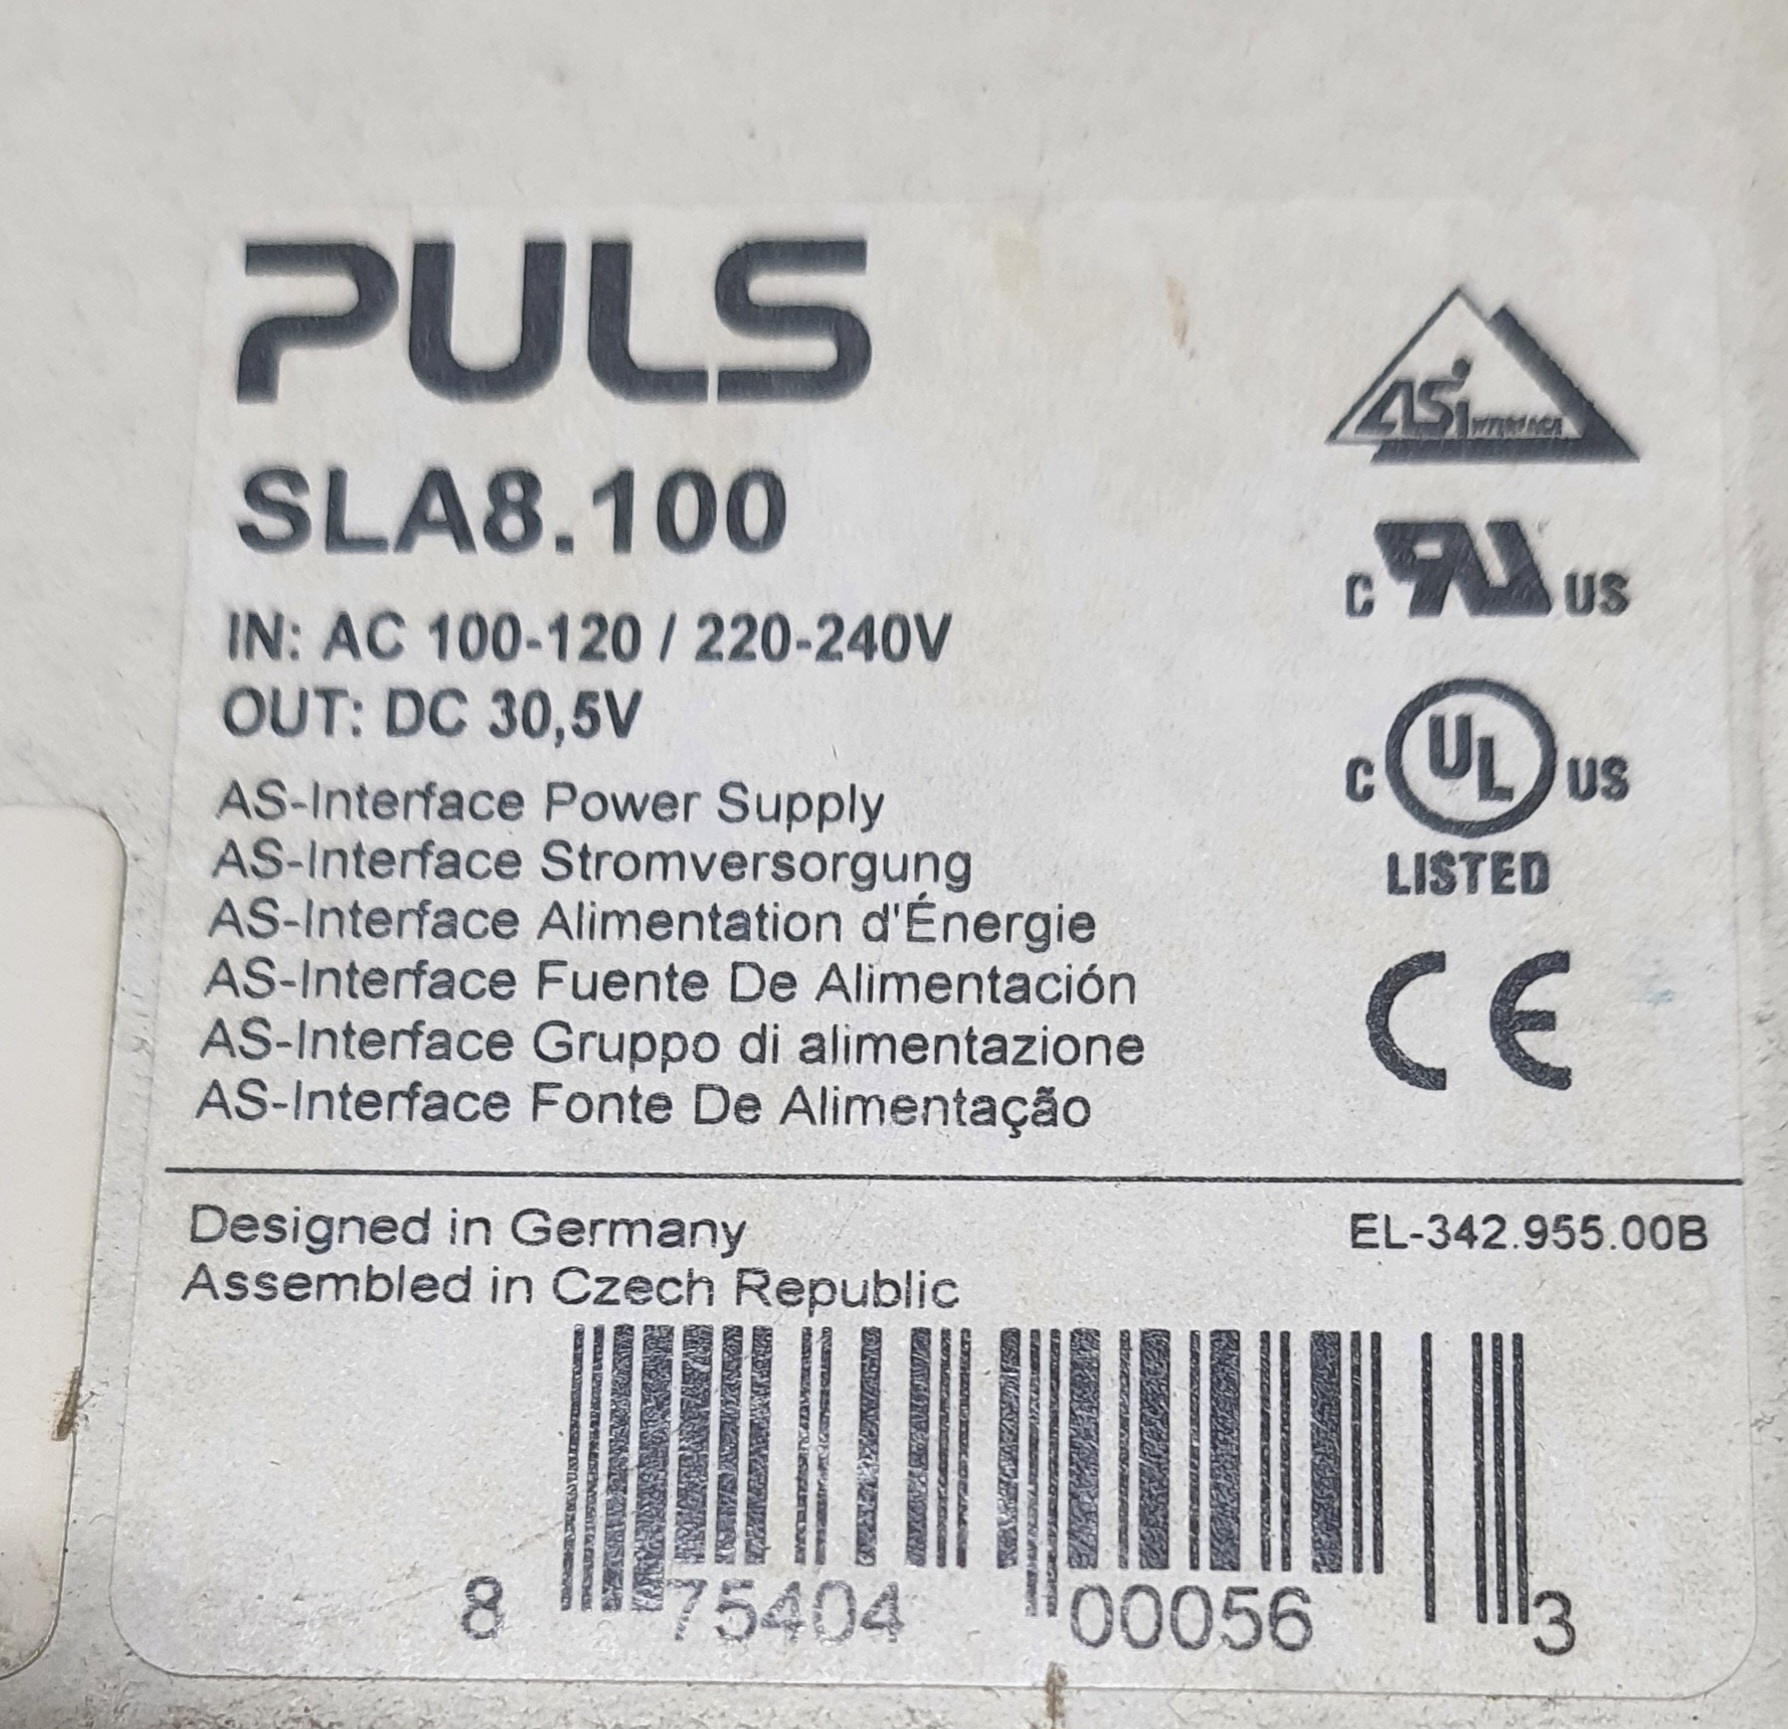 PULS
SLA8.100
IN: AC 100-120 / 220-240V
OUT: DC 30,5V
AS-Interface Power Supply
AS-Interface Stromversorgung
AS-Interface Alimentation d'Énergie
AS-Interface Fuente De Alimentación
AS-Interface Gruppo di alimentazione
AS-Interface Fonte De Alimentação
ASi INTERFACE
C RU US
C UL US
LISTED
CE
Designed in Germany
EL-342.955.00B
Assembled in Czech Republic
8 75404 00056 3